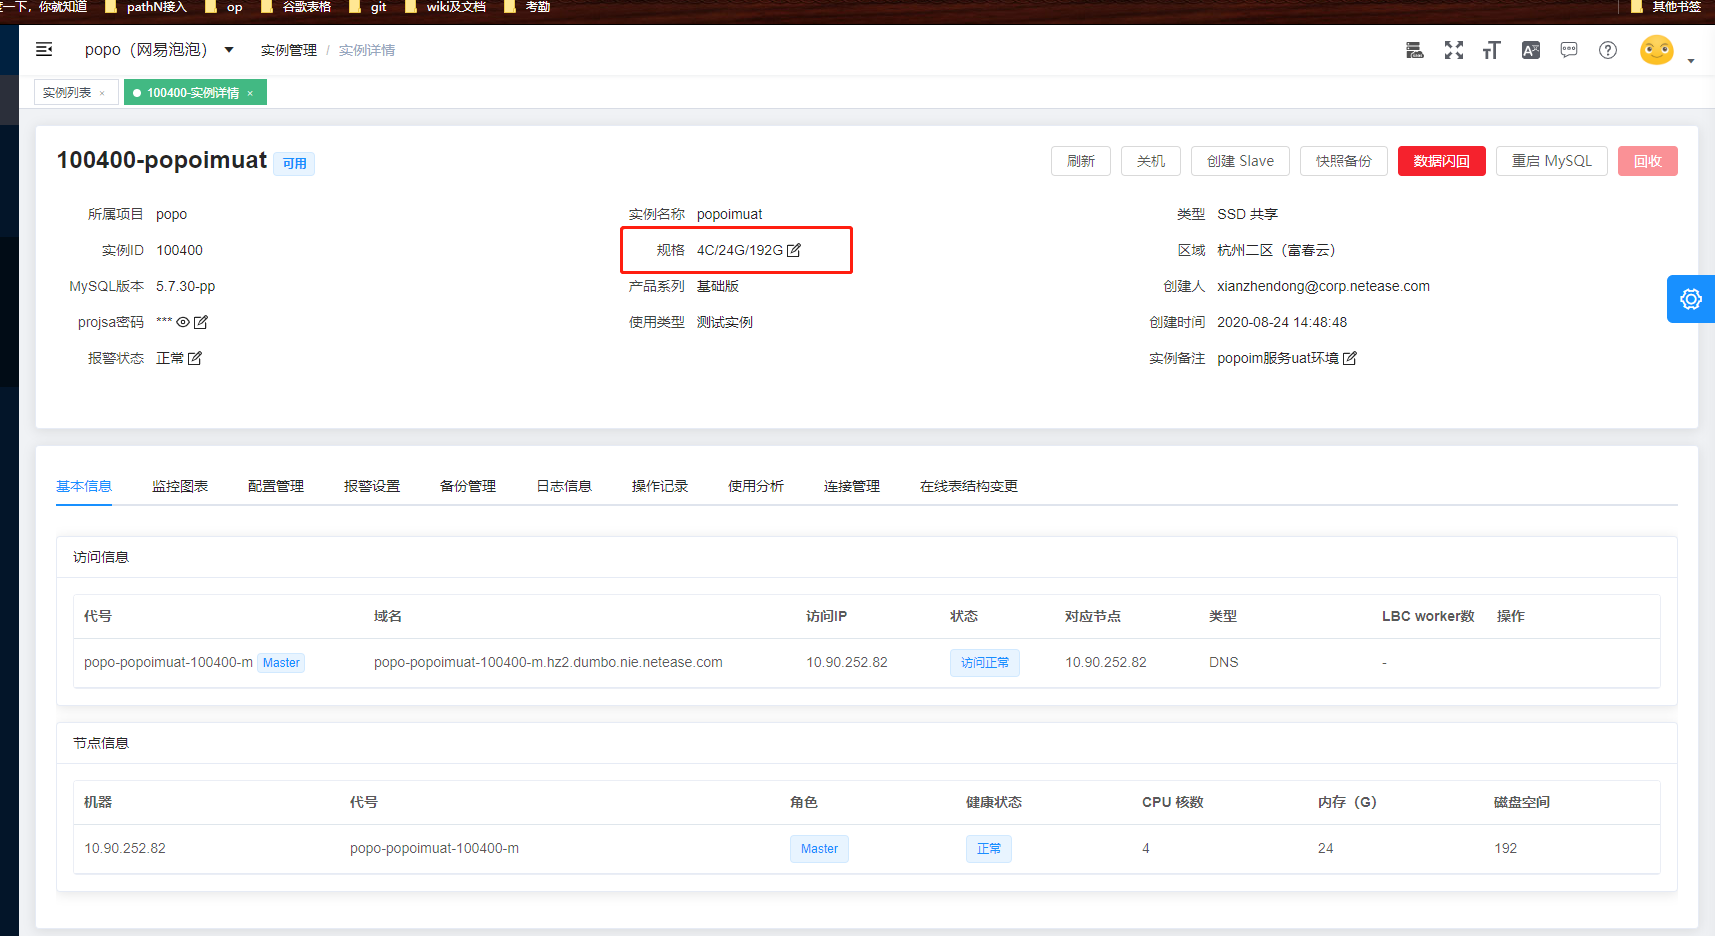 一下，你就知道 pathN接入 op 谷歌表格 git wiki及文档 考勤 其他书签
popo（网易泡泡） 实例管理 / 实例详情
实例列表 × 100400-实例详情 ×
100400-popoimuat 可用 刷新 关机 创建 Slave 快照备份 数据闪回 重启 MySQL 回收
所属项目 popo 实例名称 popoimuat 类型 SSD 共享
实例ID 100400 规格 4C/24G/192G 区域 杭州二区（富春云）
MySQL版本 5.7.30-pp 产品系列 基础版 创建人 xianzhendong@corp.netease.com
projsa密码 *** 使用类型 测试实例 创建时间 2020-08-24 14:48:48
报警状态 正常 实例备注 popoim服务uat环境
基本信息 监控图表 配置管理 报警设置 备份管理 日志信息 操作记录 使用分析 连接管理 在线表结构变更
访问信息
代号 域名 访问IP 状态 对应节点 类型 LBC worker数 操作
popo-popoimuat-100400-m Master popo-popoimuat-100400-m.hz2.dumbo.nie.netease.com 10.90.252.82 访问正常 10.90.252.82 DNS -
节点信息
机器 代号 角色 健康状态 CPU 核数 内存（G） 磁盘空间
10.90.252.82 popo-popoimuat-100400-m Master 正常 4 24 192